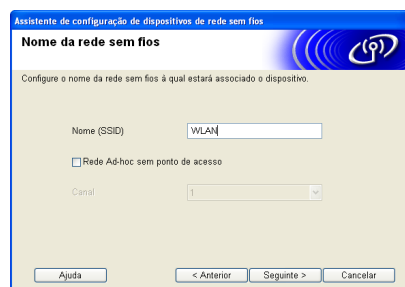 Assistente de configuração de dispositivos de rede sem fios
Nome da rede sem fios
Configure o nome da rede sem fios à qual estará associado o dispositivo.
Nome (SSID)
WLAN
Rede Ad-hoc sem ponto de acesso
Canal
1
Ajuda
< Anterior
Seguinte >
Cancelar